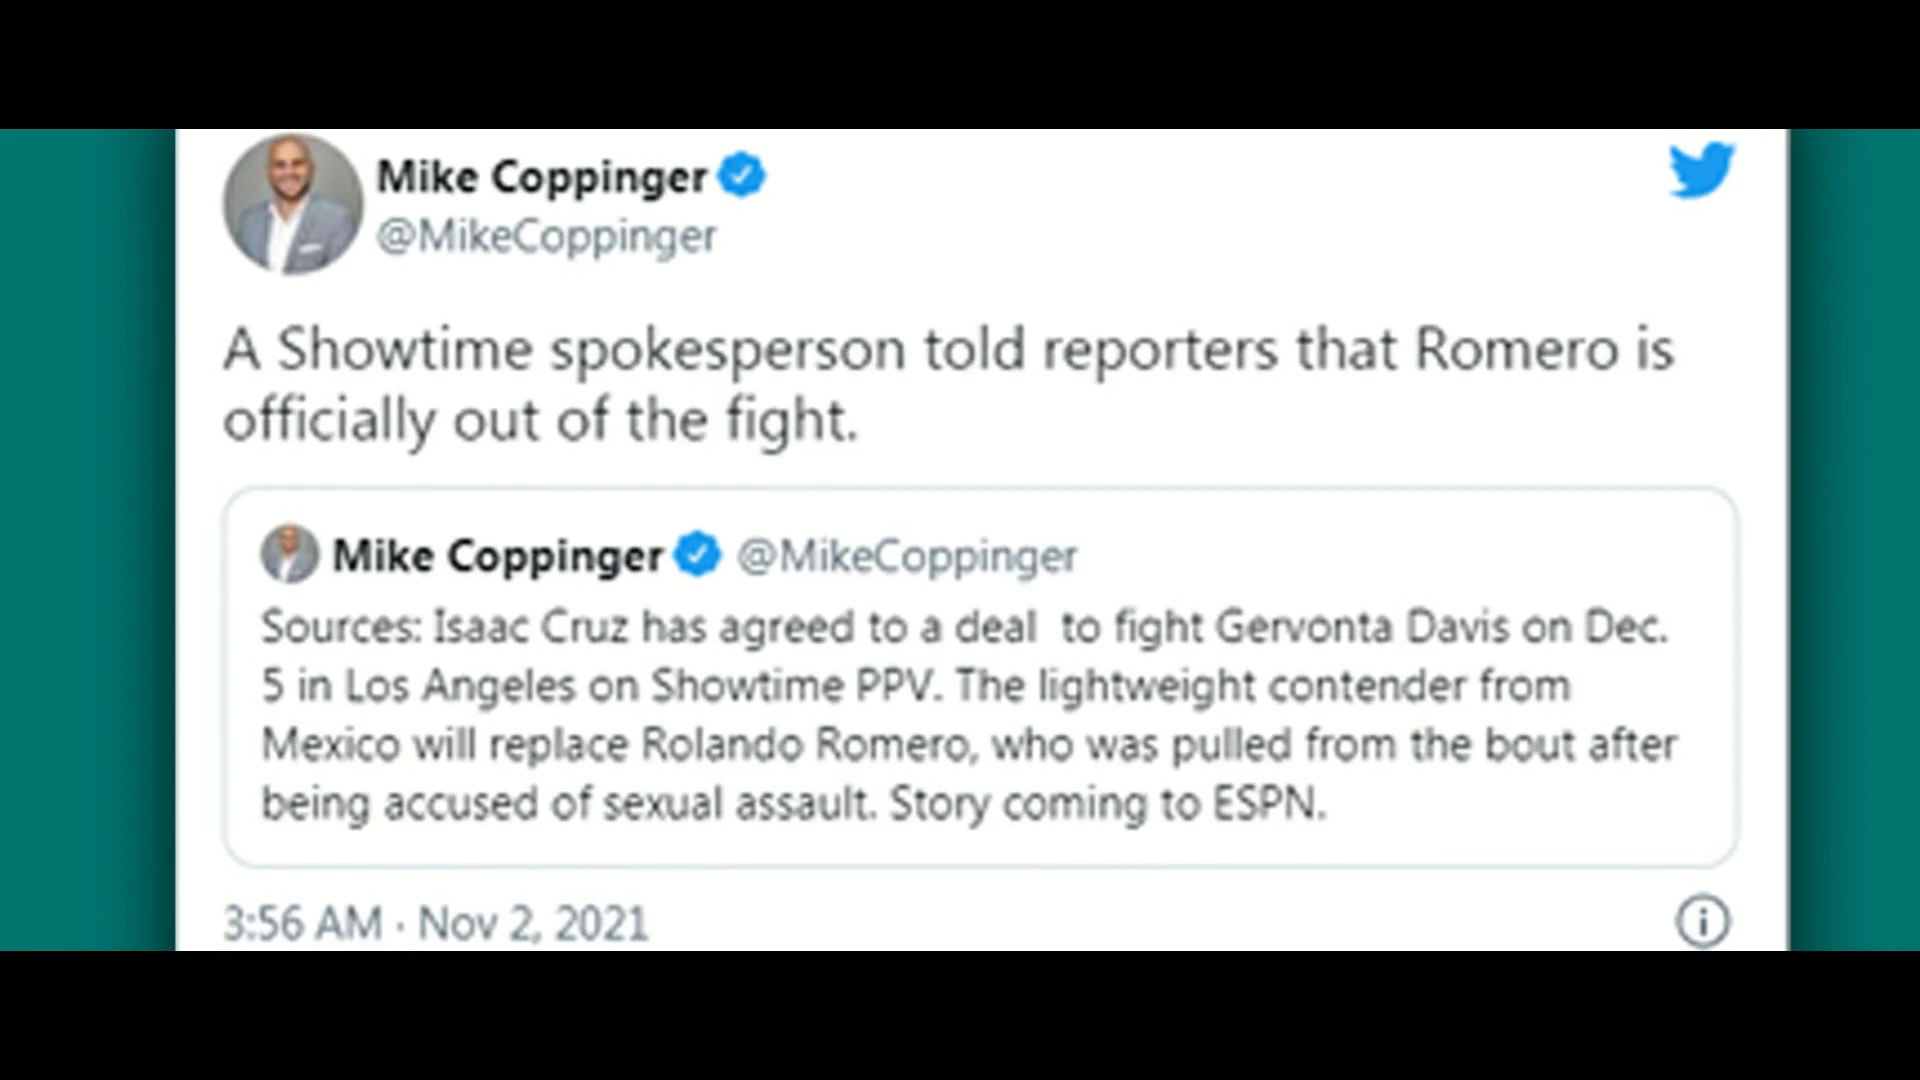 Mike Coppinger
@MikeCoppinger
A Showtime spokesperson told reporters that Romero is
officially out of the fight.
Mike Coppinger @MikeCoppinger
Sources: Isaac Cruz has agreed to a deal  to fight Gervonta Davis on Dec.
5 in Los Angeles on Showtime PPV. The lightweight contender from
Mexico will replace Rolando Romero, who was pulled from the bout after
being accused of sexual assault. Story coming to ESPN.
3:56 AM · Nov 2, 2021